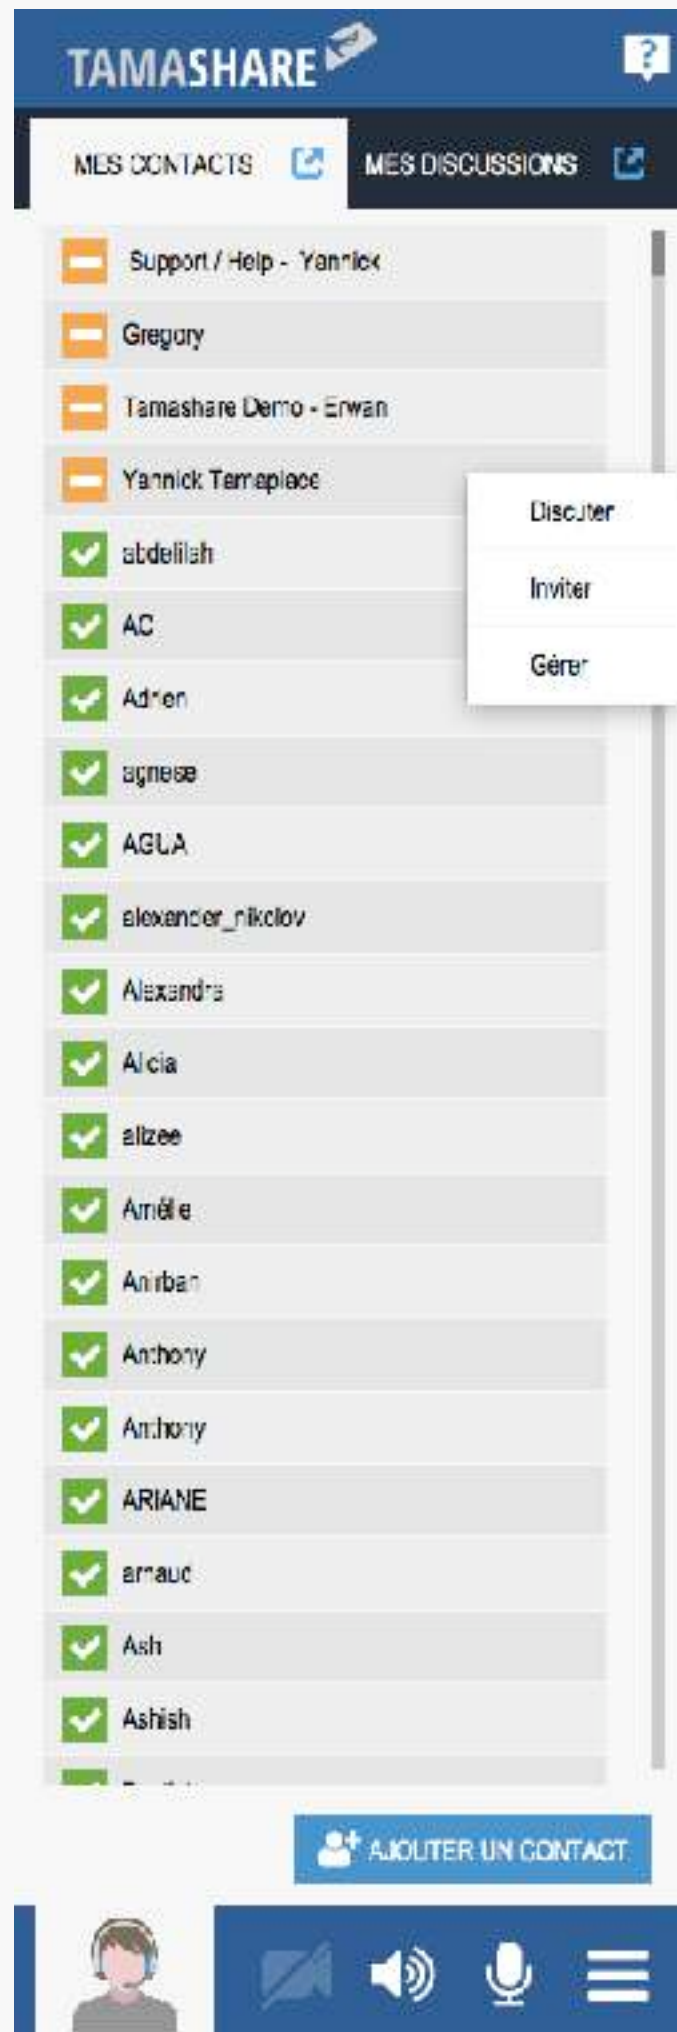 TAMASHARE
?
MES CONTACTS
MES DISCUSSIONS
Support / Help - Yannick
Gregory
Tamashare Demo - Erwan
Yannick Tamaplace
abdelilah
AC
Adrien
agnese
AGUA
alexander_nikolov
Alexandra
Alicia
alizee
Amélie
Anirban
Anthony
Anthony
ARIANE
arnaud
Ash
Ashish
Discuter
Inviter
Gérer
AJOUTER UN CONTACT